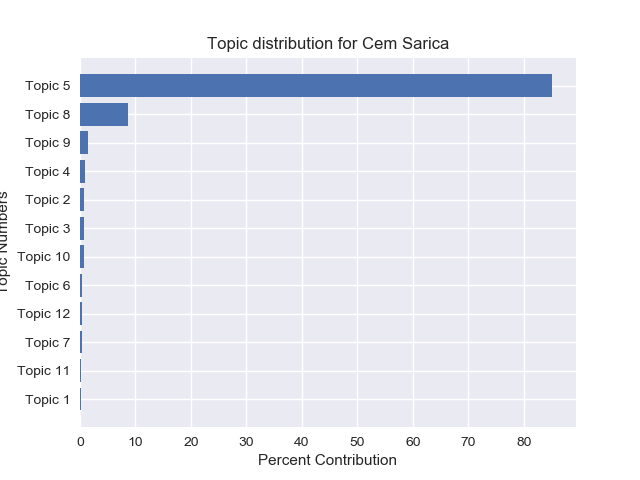 Topic distribution for Cem Sarica
Topic Numbers
Topic 5
Topic 8
Topic 9
Topic 4
Topic 2
Topic 3
Topic 10
Topic 6
Topic 12
Topic 7
Topic 11
Topic 1
0 10 20 30 40 50 60 70 80
Percent Contribution